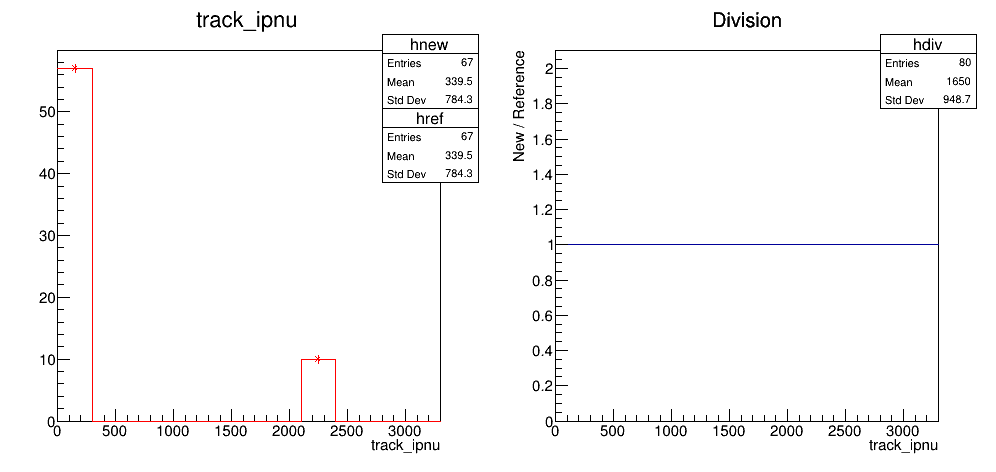 track_ipnu
hnew
Entries 67
Mean 339.5
Std Dev 784.3
href
Entries 67
Mean 339.5
Std Dev 784.3
50
40
30
20
10
0
0 500 1000 1500 2000 2500 3000
track_ipnu
Division
hdiv
Entries 80
Mean 1650
Std Dev 948.7
New / Reference
2
1.8
1.6
1.4
1.2
1
0.8
0.6
0.4
0.2
0
0 500 1000 1500 2000 2500 3000
track_ipnu